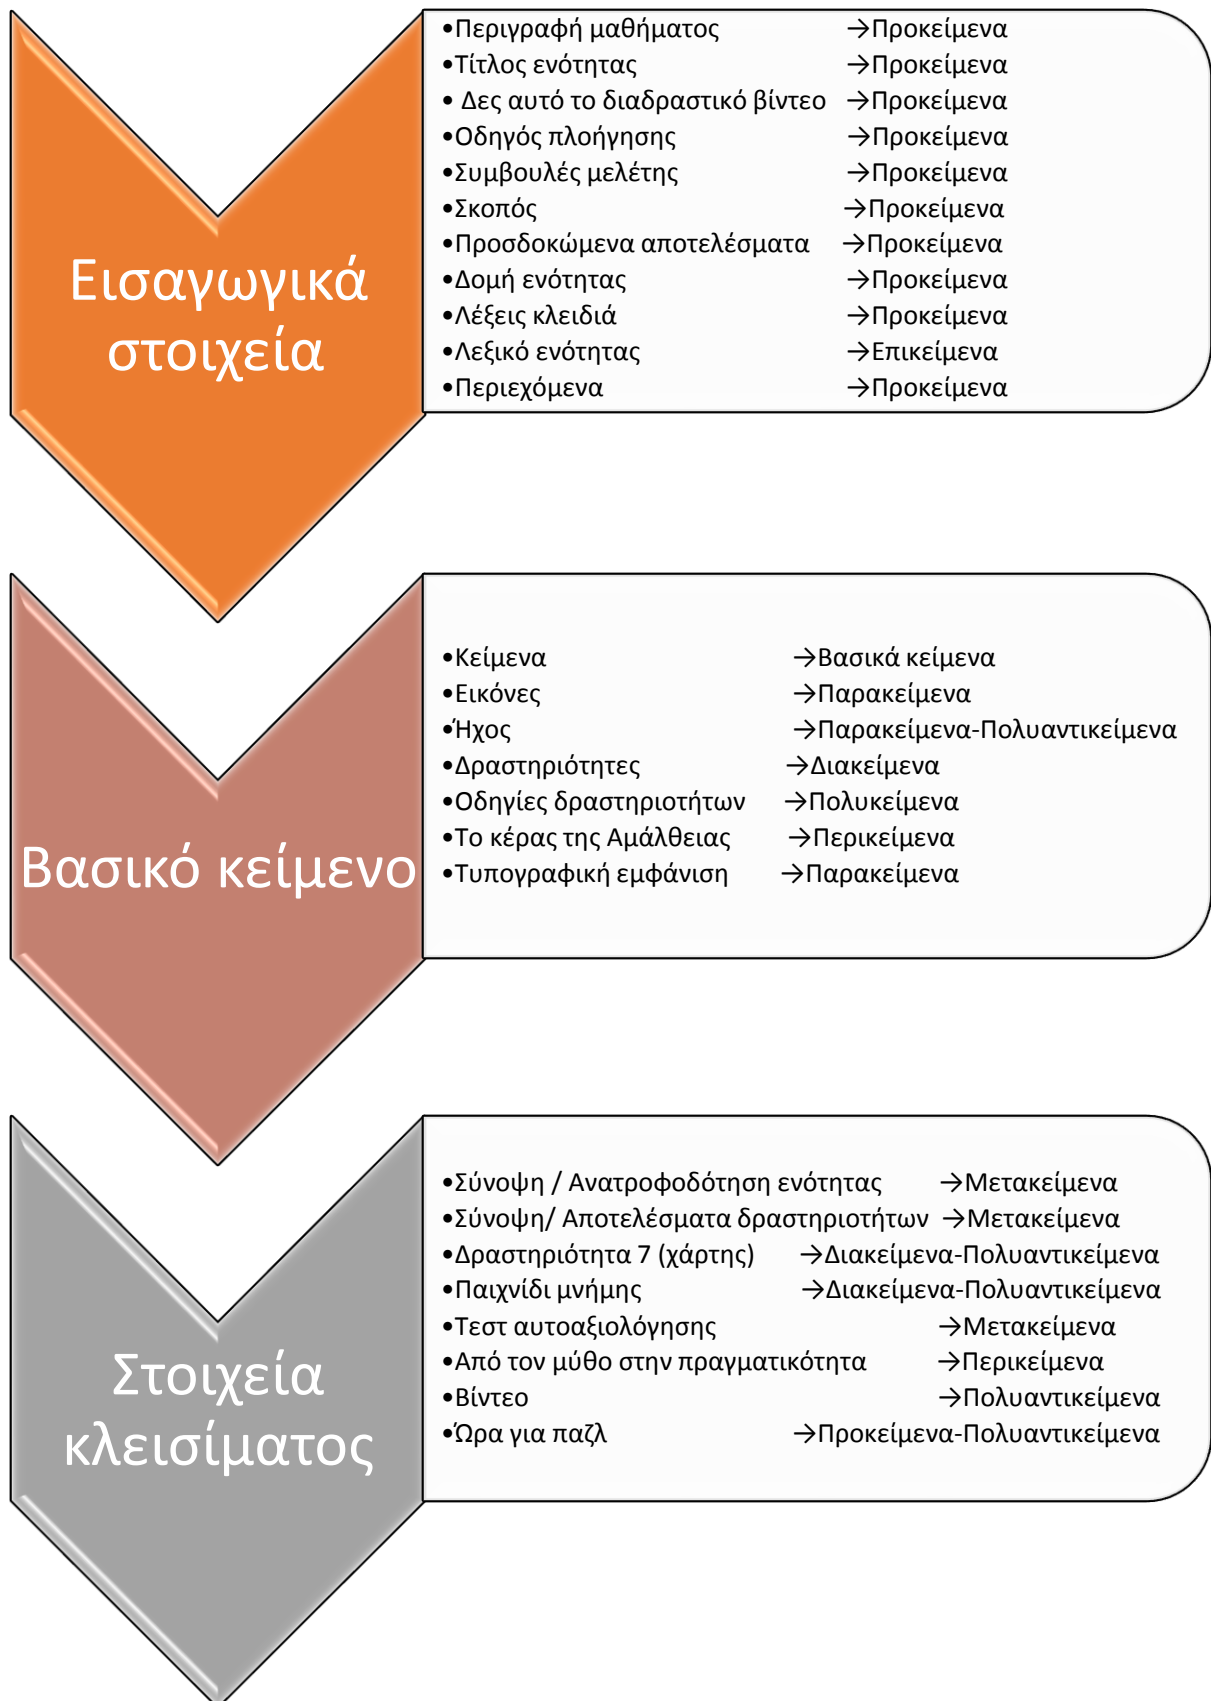 Εισαγωγικά
στοιχεία
•Περιγραφή μαθήματος →Προκείμενα
•Τίτλος ενότητας →Προκείμενα
• Δες αυτό το διαδραστικό βίντεο →Προκείμενα
•Οδηγός πλοήγησης →Προκείμενα
•Συμβουλές μελέτης →Προκείμενα
•Σκοπός →Προκείμενα
•Προσδοκώμενα αποτελέσματα →Προκείμενα
•Δομή ενότητας →Προκείμενα
•Λέξεις κλειδιά →Προκείμενα
•Λεξικό ενότητας →Επικείμενα
•Περιεχόμενα →Προκείμενα
Βασικό κείμενο
•Κείμενα →Βασικά κείμενα
•Εικόνες →Παρακείμενα
•Ήχος →Παρακείμενα-Πολυαντικείμενα
•Δραστηριότητες →Διακείμενα
•Οδηγίες δραστηριοτήτων →Πολυκείμενα
•Το κέρας της Αμάλθειας →Περικείμενα
•Τυπογραφική εμφάνιση →Παρακείμενα
Στοιχεία
κλεισίματος
•Σύνοψη / Ανατροφοδότηση ενότητας →Μετακείμενα
•Σύνοψη/ Αποτελέσματα δραστηριοτήτων →Μετακείμενα
•Δραστηριότητα 7 (χάρτης) →Διακείμενα-Πολυαντικείμενα
•Παιχνίδι μνήμης →Διακείμενα-Πολυαντικείμενα
•Τεστ αυτοαξιολόγησης →Μετακείμενα
•Από τον μύθο στην πραγματικότητα →Περικείμενα
•Βίντεο →Πολυαντικείμενα
•Ώρα για παζλ →Προκείμενα-Πολυαντικείμενα